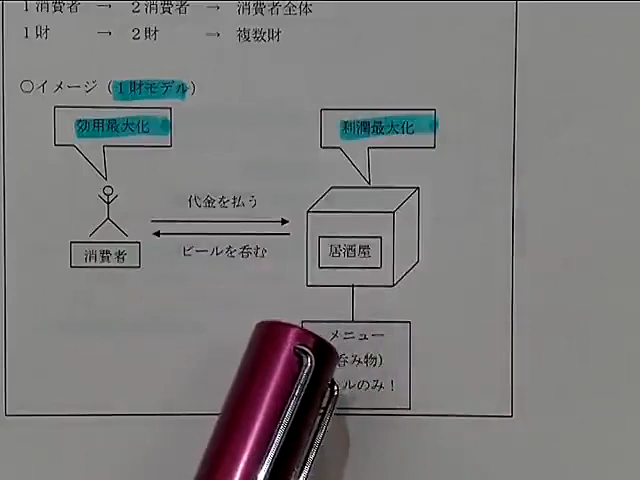 1消費者 → 2消費者 → 消費者全体
1財 → 2財 → 複数財
○イメージ（1財モデル）
効用最大化
利潤最大化
代金を払う
ビールを呑む
消費者
居酒屋
メニュー
呑み物）
ルのみ！